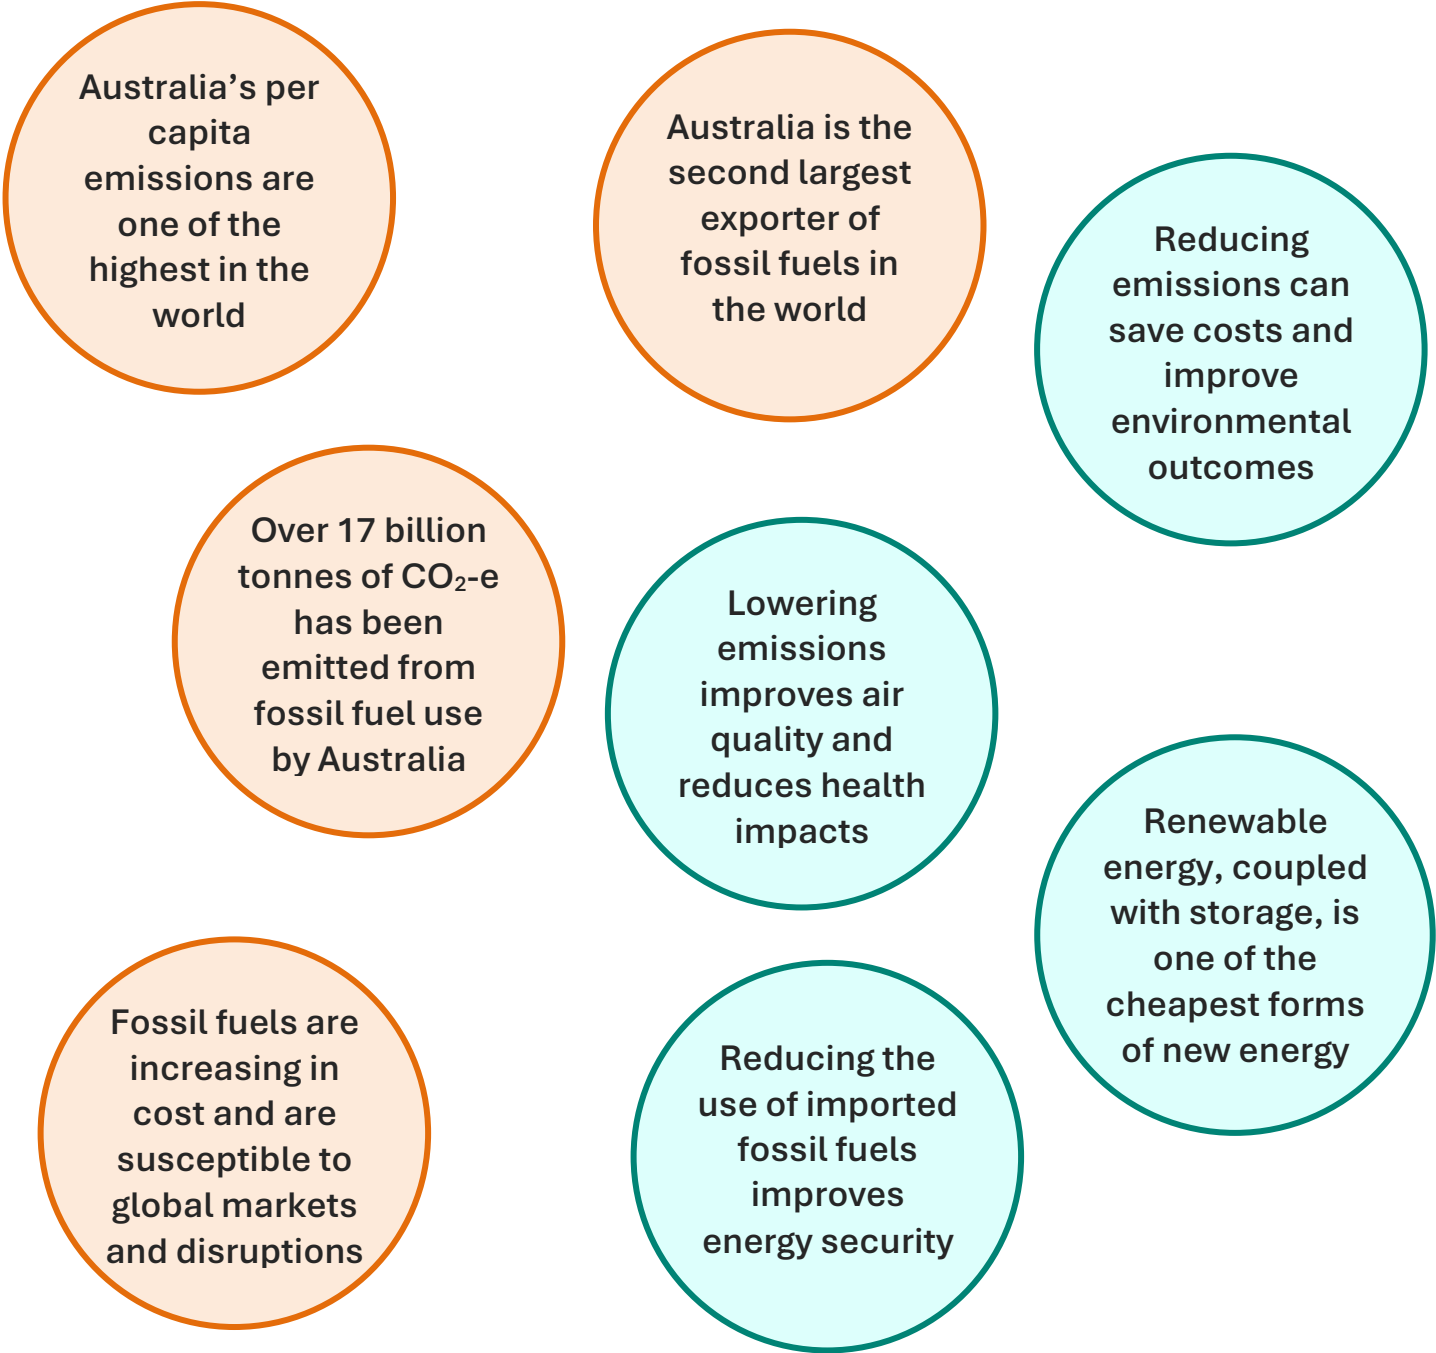 Australia’s per
capita
emissions are
one of the
highest in the
world
Australia is the
second largest
exporter of
fossil fuels in
the world
Reducing
emissions can
save costs and
improve
environmental
outcomes
Over 17 billion
tonnes of CO₂-e
has been
emitted from
fossil fuel use
by Australia
Lowering
emissions
improves air
quality and
reduces health
impacts
Renewable
energy, coupled
with storage, is
one of the
cheapest forms
of new energy
Fossil fuels are
increasing in
cost and are
susceptible to
global markets
and disruptions
Reducing the
use of imported
fossil fuels
improves
energy security